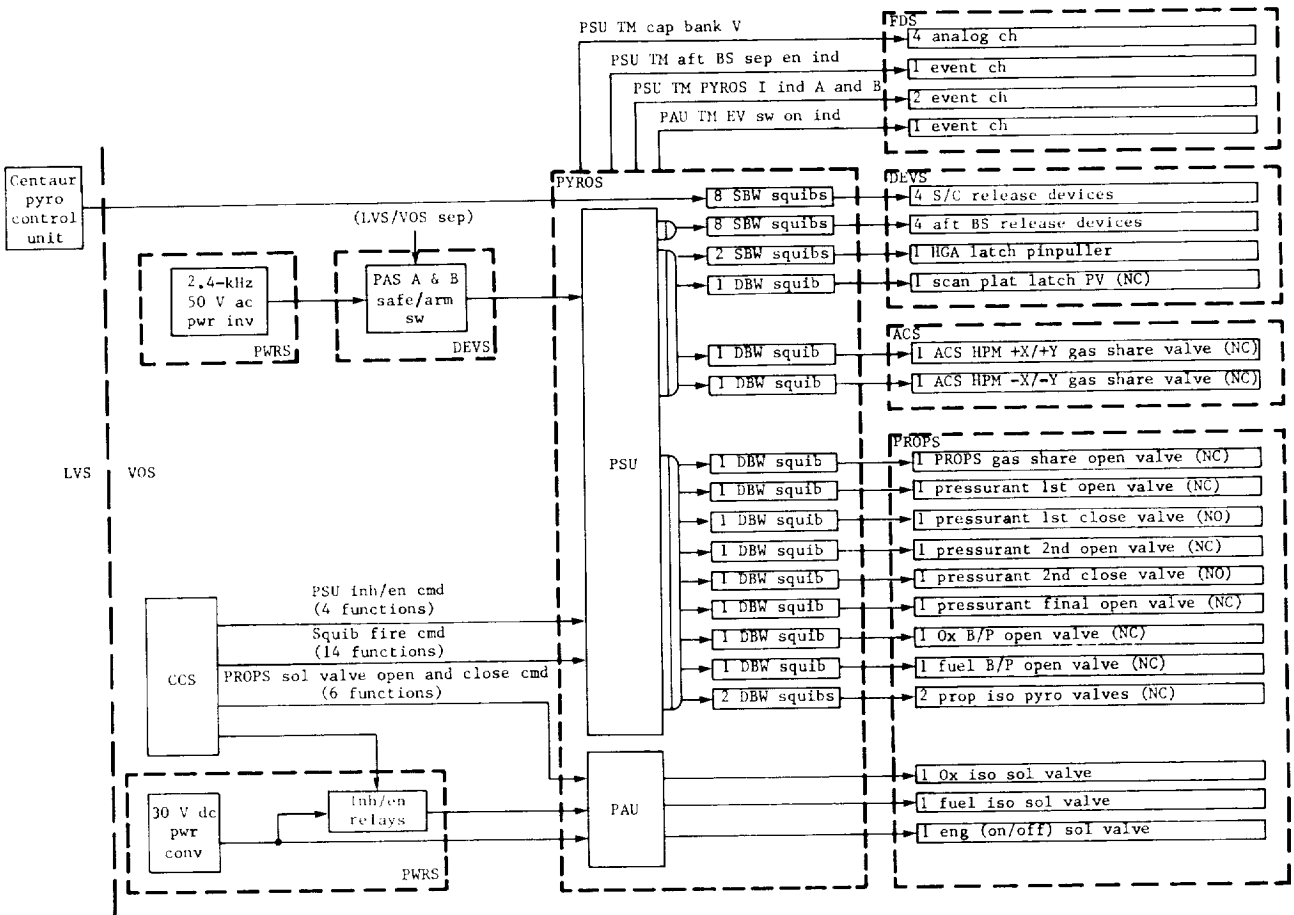 PSU TM cap bank V
PSU TM aft BS sep en ind
PSU TM PYROS I ind A and B
PAU TM EV sw on ind
FDS
4 analog ch
1 event ch
2 event ch
1 event ch
Centaur
pyro
control
unit
LVS
VOS
(LVS/VOS sep)
2.4-kHz
50 V ac
pwr inv
PWRS
PAS A & B
safe/arm
sw
DEVS
PYROS
PSU
8 SBW squibs
8 SBW squibs
2 SBW squibs
1 DBW squib
1 DBW squib
1 DBW squib
1 DBW squib
1 DBW squib
1 DBW squib
1 DBW squib
1 DBW squib
1 DBW squib
1 DBW squib
1 DBW squib
2 DBW squibs
DEVS
4 S/C release devices
4 aft BS release devices
1 HGA latch pinpuller
1 scan plat latch PV (NC)
ACS
1 ACS HPM +X/+Y gas share valve (NC)
1 ACS HPM -X/-Y gas share valve (NC)
PROPS
1 PROPS gas share open valve (NC)
1 pressurant 1st open valve (NC)
1 pressurant 1st close valve (NO)
1 pressurant 2nd open valve (NC)
1 pressurant 2nd close valve (NO)
1 pressurant final open valve (NC)
1 Ox B/P open valve (NC)
1 fuel B/P open valve (NC)
2 prop iso pyro valves (NC)
1 Ox iso sol valve
1 fuel iso sol valve
1 eng (on/off) sol valve
CCS
PSU inh/en cmd
(4 functions)
Squib fire cmd
(14 functions)
PROPS sol valve open and close cmd
(6 functions)
PAU
30 V dc
pwr
conv
Inh/en
relays
PWRS